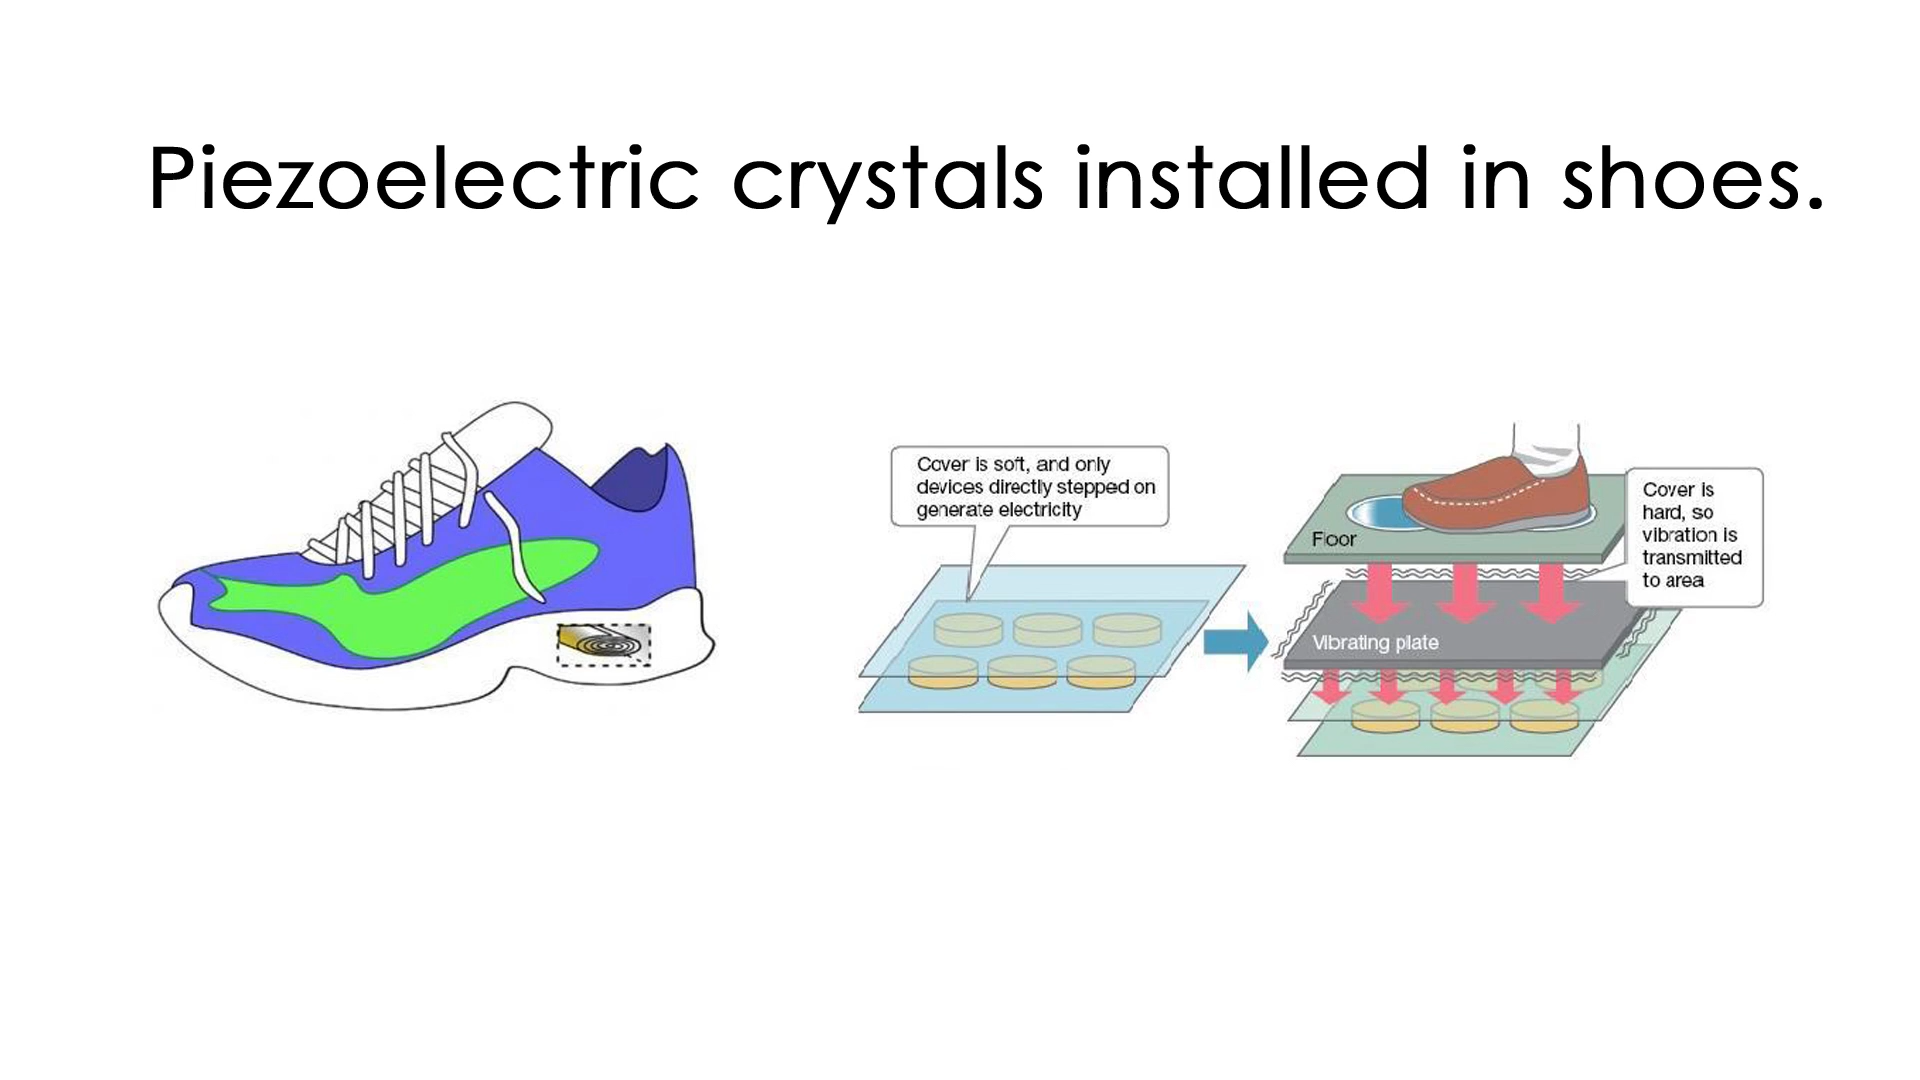 Piezoelectric crystals installed in shoes.
Cover is soft, and only
devices directly stepped on
generate electricity
Cover is
hard, so
vibration is
transmitted
to area
Floor
Vibrating plate